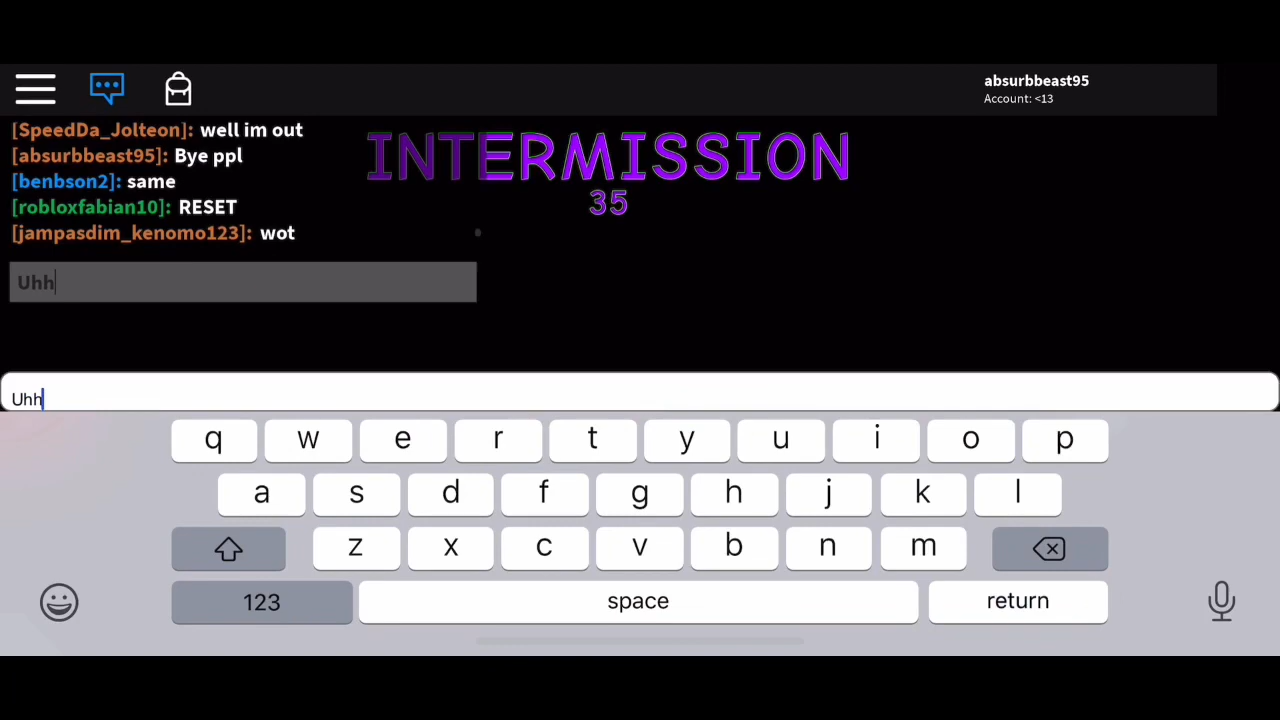 absurbbeast95
Account: <13
[SpeedDa_Jolteon]: well im out
[absurbbeast95]: Bye ppl
[benbson2]: same
[robloxfabian10]: RESET
[jampasdim_kenomo123]: wot
INTERMISSION
35
Uhh
Uhh
q w e r t y u i o p
a s d f g h j k l
z x c v b n m
123 space return